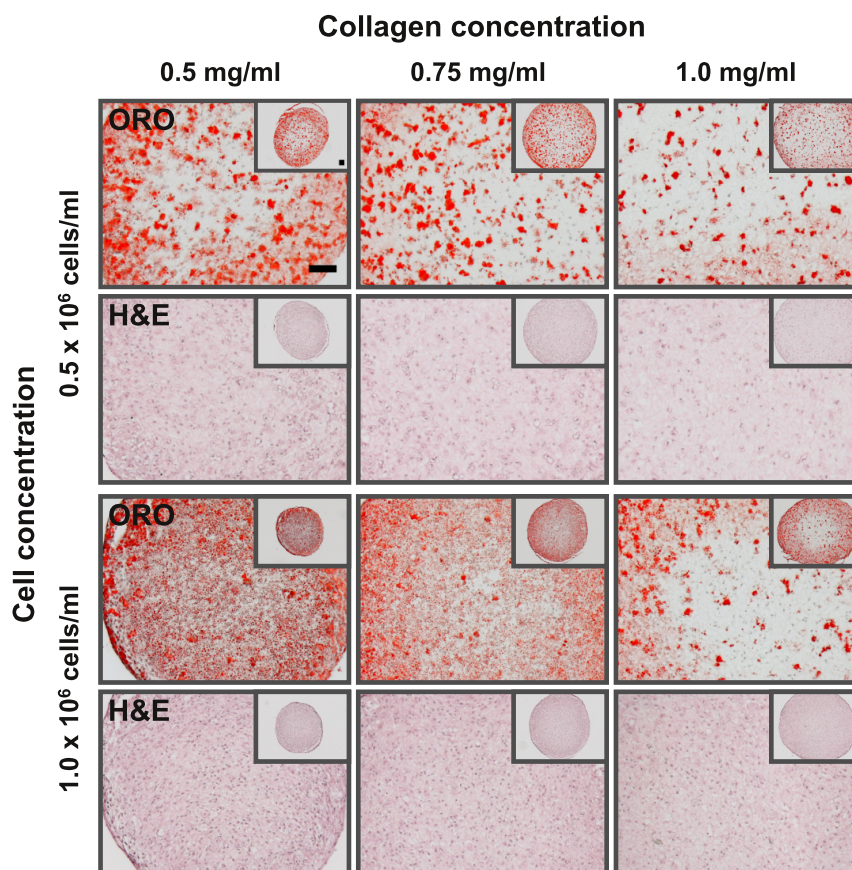 Collagen concentration
0.5 mg/ml 0.75 mg/ml 1.0 mg/ml
Cell concentration
0.5 x 10⁶ cells/ml
ORO
H&E
1.0 x 10⁶ cells/ml
ORO
H&E